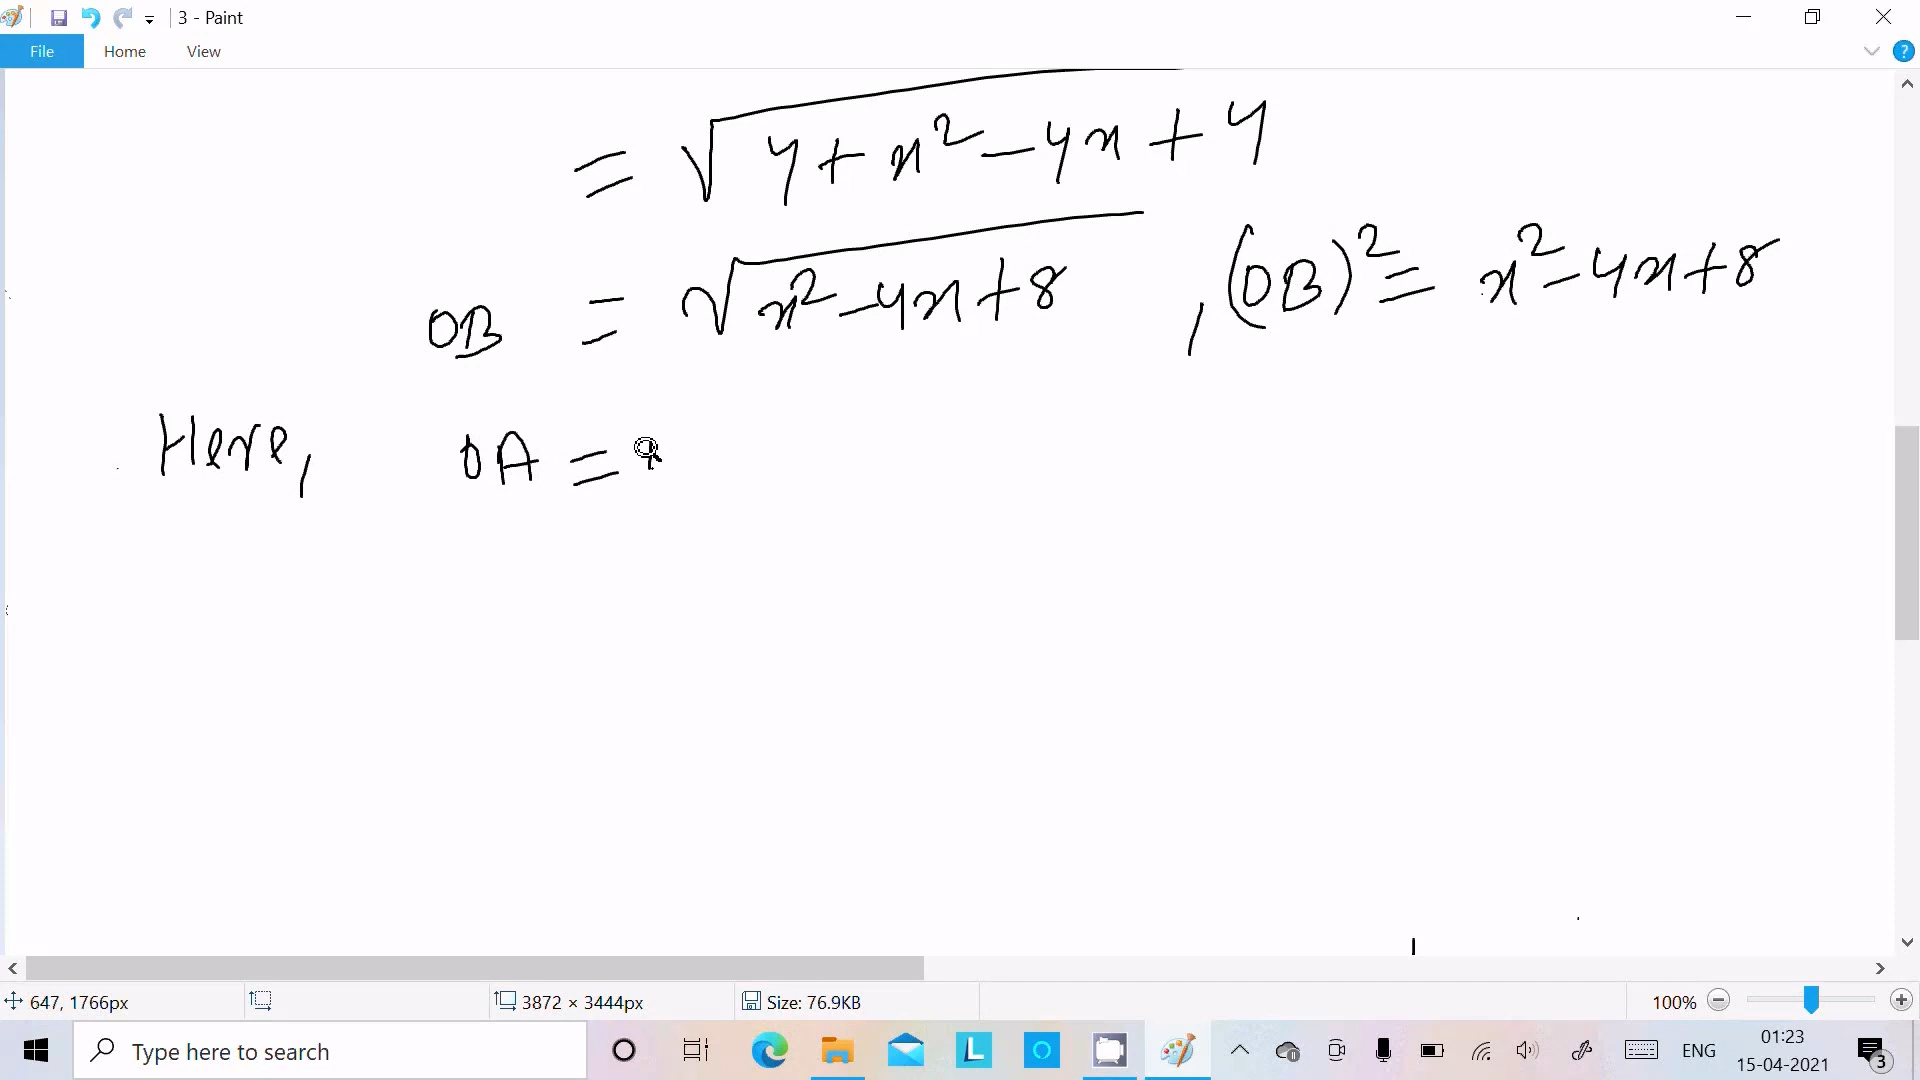 3 - Paint
File Home View
= √4 + x² - 4x + 4
OB = √x² - 4x + 8 , (OB)² = x² - 4x + 8
Here, OA =
647, 1766px 3872 × 3444px Size: 76.9KB 100%
Type here to search L ENG 01:23
15-04-2021 3